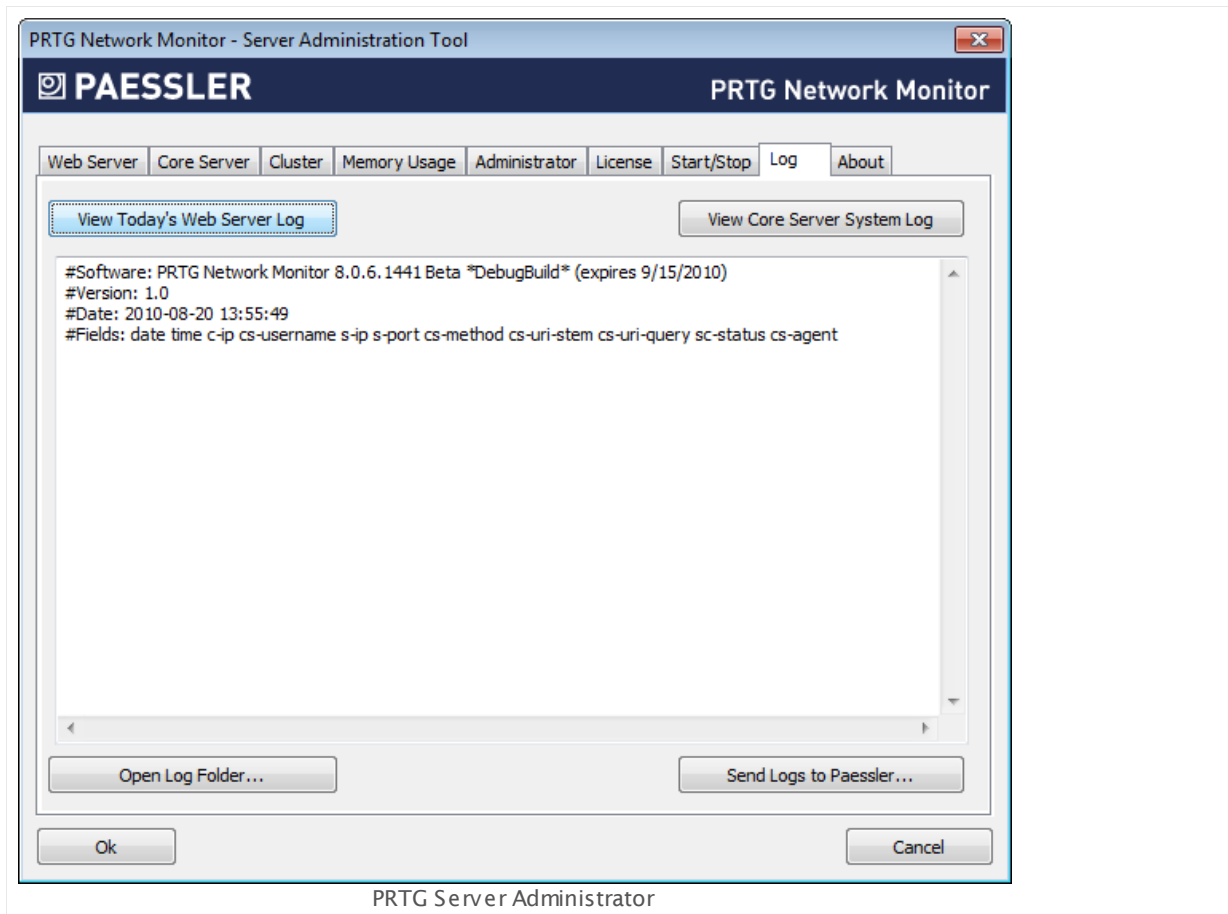 PRTG Network Monitor - Server Administration Tool
PAESSLER
PRTG Network Monitor
Web Server Core Server Cluster Memory Usage Administrator License Start/Stop Log About
View Today's Web Server Log
View Core Server System Log
#Software: PRTG Network Monitor 8.0.6.1441 Beta *DebugBuild* (expires 9/15/2010)
#Version: 1.0
#Date: 2010-08-20 13:55:49
#Fields: date time c-ip cs-username s-ip s-port cs-method cs-uri-stem cs-uri-query sc-status cs-agent
Open Log Folder...
Send Logs to Paessler...
Ok
Cancel
PRTG Server Administrator